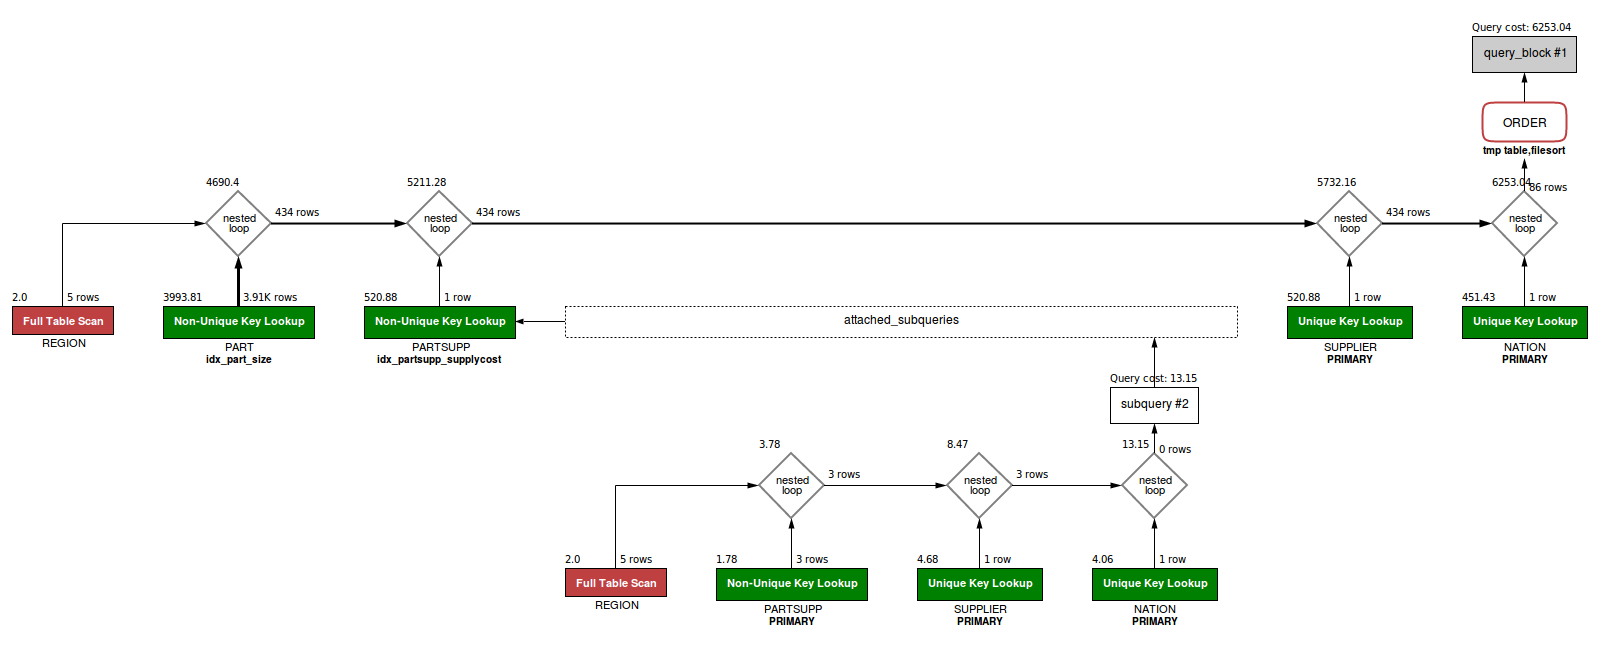 Query cost: 6253.04
query_block #1
ORDER
tmp table,filesort
4690.4
5211.28
5732.16
6253.04
86 rows
nested
loop
434 rows
nested
loop
434 rows
nested
loop
434 rows
nested
loop
2.0
5 rows
3993.81
3.91K rows
520.88
1 row
520.88
1 row
451.43
1 row
Full Table Scan
Non-Unique Key Lookup
Non-Unique Key Lookup
attached_subqueries
Unique Key Lookup
Unique Key Lookup
REGION
PART
idx_part_size
PARTSUPP
idx_partsupp_supplycost
SUPPLIER
PRIMARY
NATION
PRIMARY
Query cost: 13.15
subquery #2
3.78
8.47
13.15
0 rows
nested
loop
3 rows
nested
loop
3 rows
nested
loop
2.0
5 rows
1.78
3 rows
4.68
1 row
4.06
1 row
Full Table Scan
Non-Unique Key Lookup
Unique Key Lookup
Unique Key Lookup
REGION
PARTSUPP
PRIMARY
SUPPLIER
PRIMARY
NATION
PRIMARY